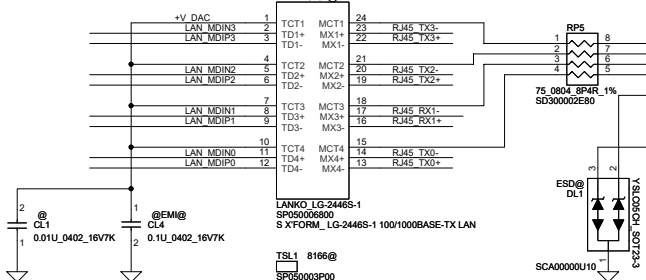 +V_DAC 1 TCT1 MCT1 24
LAN_MDIN3 2 TD1+ MX1+ 23 RJ45_TX3-
LAN_MDIP3 3 TD1- MX1- 22 RJ45_TX3+
4 TCT2 MCT2 21
LAN_MDIN2 5 TD2+ MX2+ 20 RJ45_TX2-
LAN_MDIP2 6 TD2- MX2- 19 RJ45_TX2+
7 TCT3 MCT3 18
LAN_MDIN1 8 TD3+ MX3+ 17 RJ45_RX1-
LAN_MDIP1 9 TD3- MX3- 16 RJ45_RX1+
10 TCT4 MCT4 15
LAN_MDIN0 11 TD4+ MX4+ 14 RJ45_TX0-
LAN_MDIP0 12 TD4- MX4- 13 RJ45_TX0+
LANKO_LG-2446S-1
SP050006800
S X'FORM_ LG-2446S-1 100/1000BASE-TX LAN
TSL1 8166@
SP050003P00
RP5
1 8
2 7
3 6
4 5
75_0804_8P4R_1%
SD300002E80
2
@
CL1
1
0.01U_0402_16V7K
2
@EMI@
CL4
1
0.1U_0402_16V7K
3 2
ESD@
DL1
YSLC05CH_SOT23-3
1
SCA00000U10